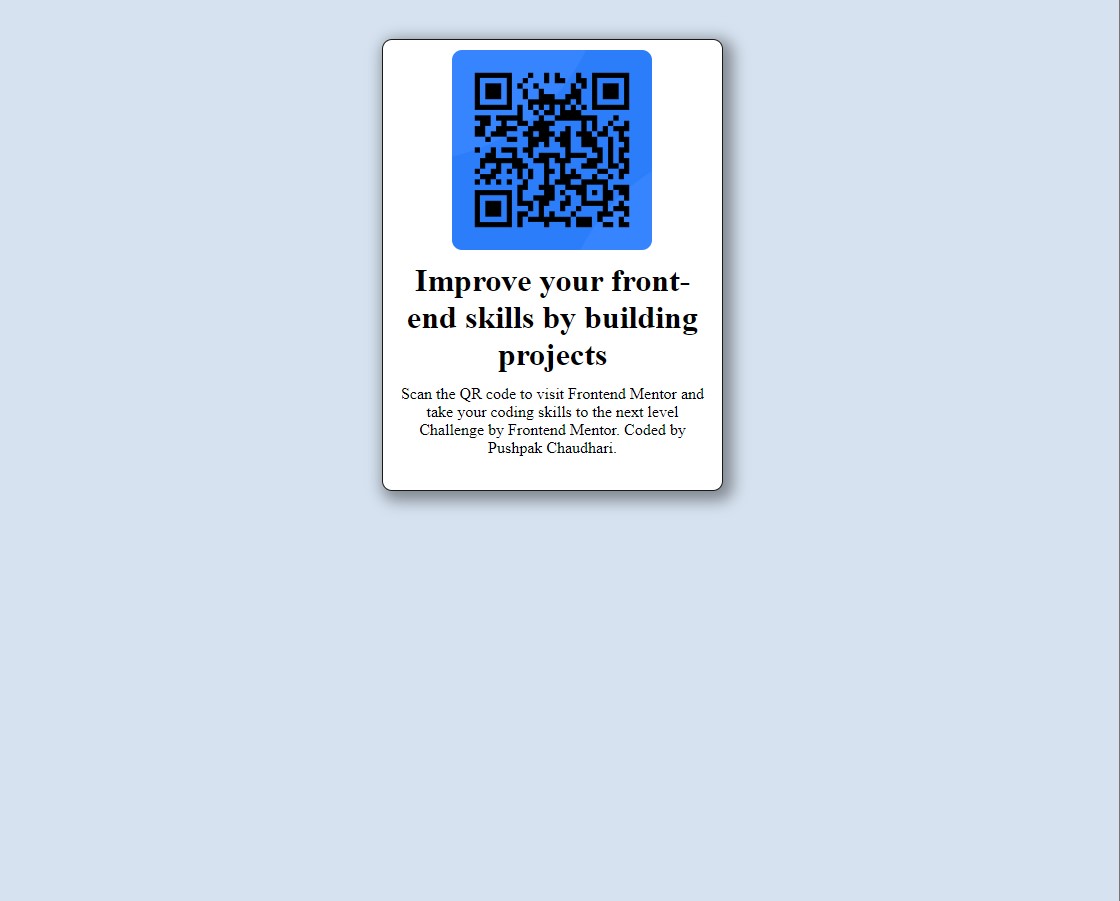 Improve your front-
end skills by building
projects
Scan the QR code to visit Frontend Mentor and
take your coding skills to the next level
Challenge by Frontend Mentor. Coded by
Pushpak Chaudhari.